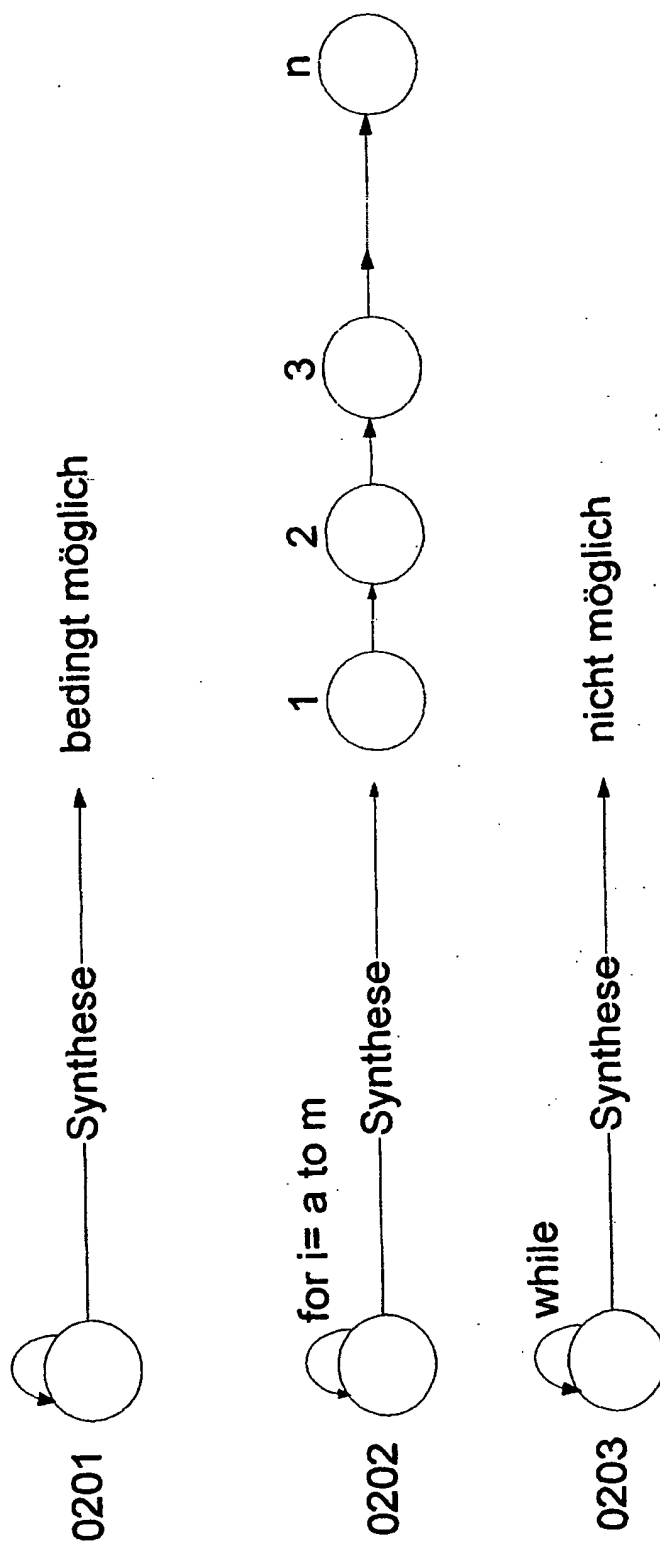 0201
Synthese
bedingt möglich
0202
for i= a to m
Synthese
1
2
3
n
0203
while
Synthese
nicht möglich